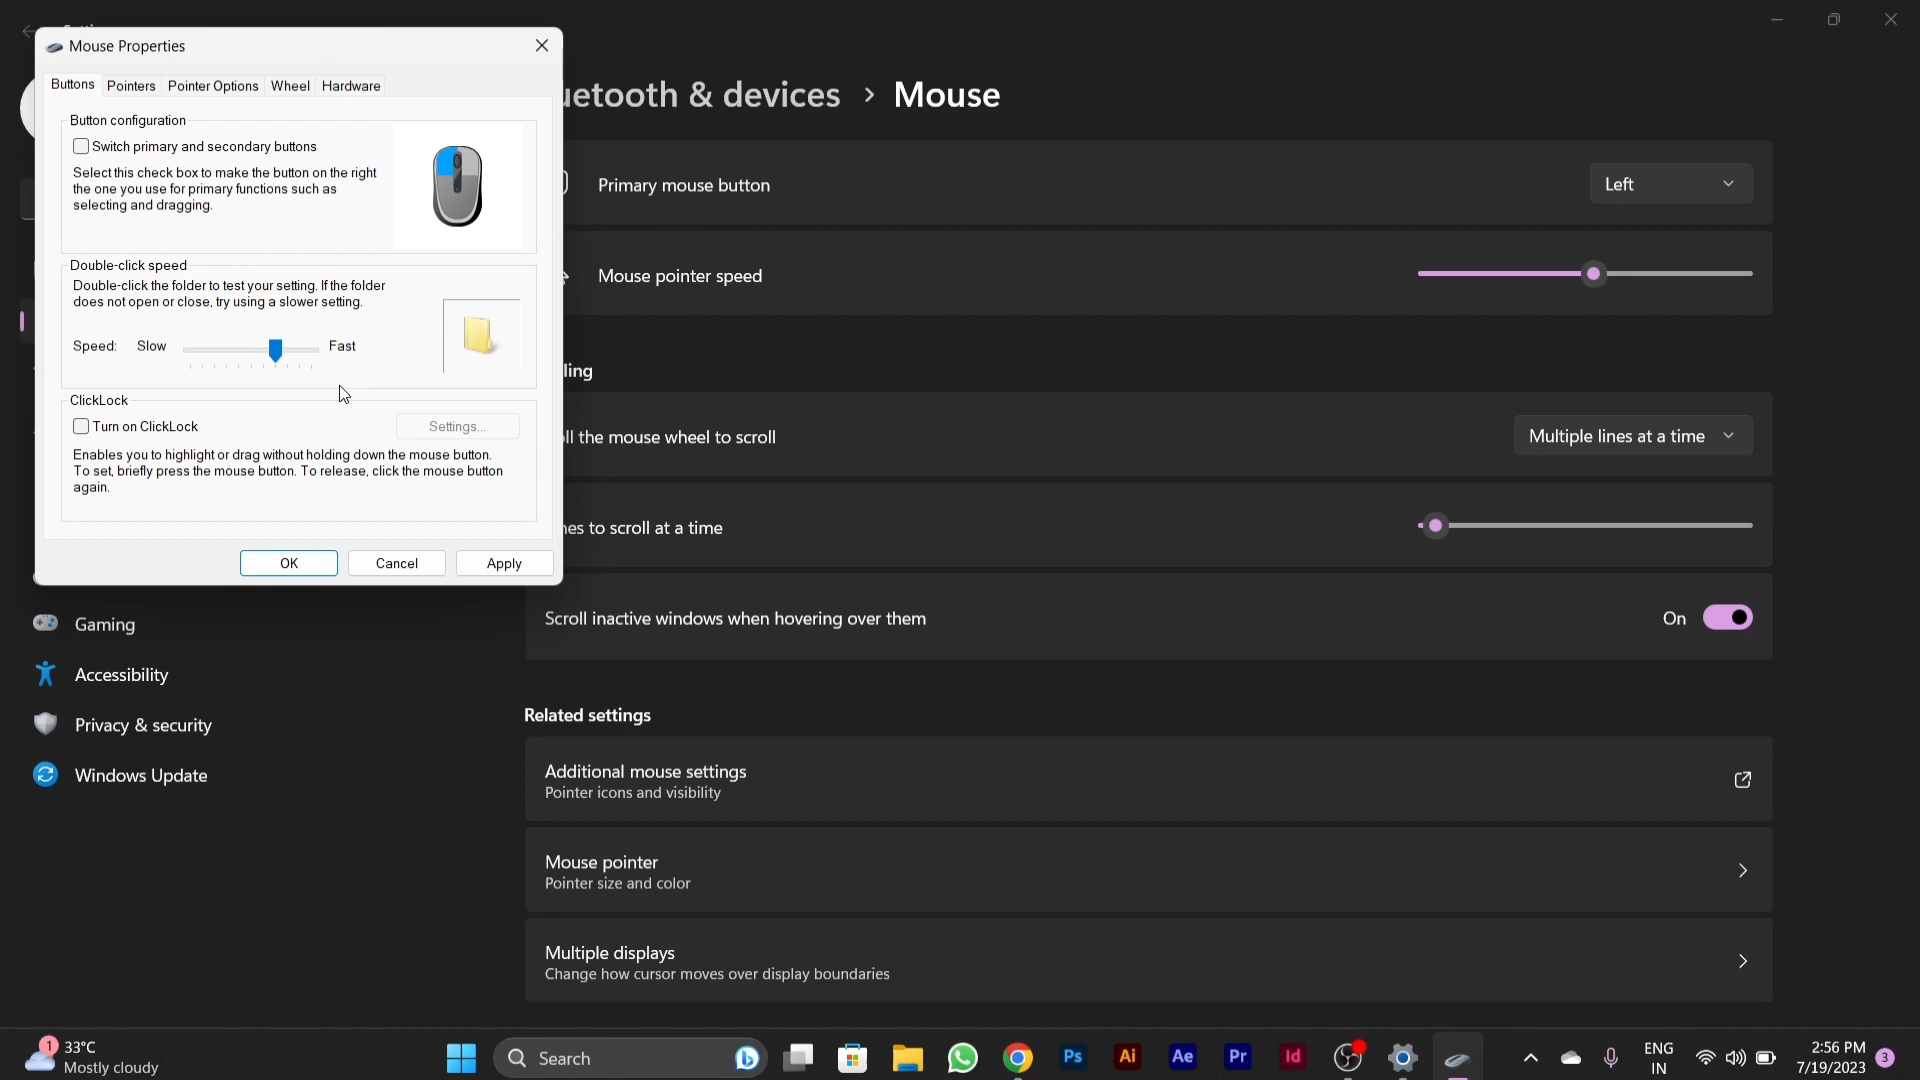 Mouse Properties
Buttons
Pointers
Pointer Options
Wheel
Hardware
Button configuration
Switch primary and secondary buttons
Select this check box to make the button on the right
the one you use for primary functions such as
selecting and dragging.
Double-click speed
Double-click the folder to test your setting. If the folder
does not open or close, try using a slower setting.
Speed: Slow Fast
ClickLock
Turn on ClickLock
Settings...
Enables you to highlight or drag without holding down the mouse button.
To set, briefly press the mouse button. To release, click the mouse button
again.
OK
Cancel
Apply
uetooth & devices > Mouse
Primary mouse button
Left
Mouse pointer speed
ling
ll the mouse wheel to scroll
Multiple lines at a time
nes to scroll at a time
Scroll inactive windows when hovering over them
On
Related settings
Additional mouse settings
Pointer icons and visibility
Mouse pointer
Pointer size and color
Multiple displays
Change how cursor moves over display boundaries
Gaming
Accessibility
Privacy & security
Windows Update
1
33°C
Mostly cloudy
Search
Ps
Ai
Ae
Pr
Id
ENG
IN
2:56 PM
7/19/2023
3